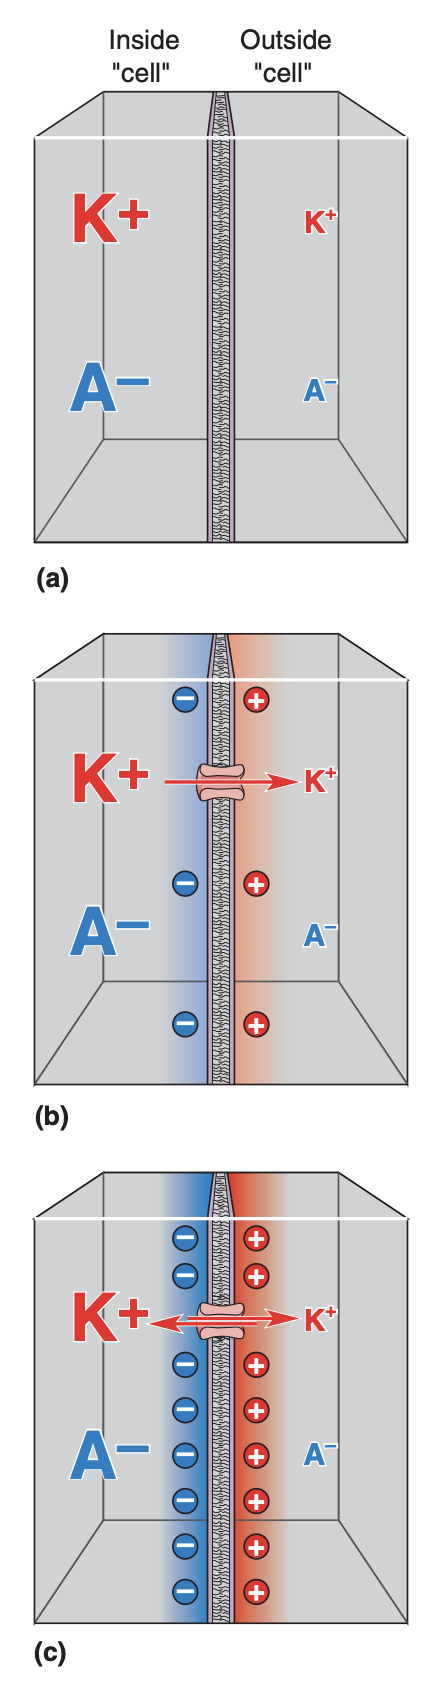 Inside Outside
"cell" "cell"
K+ K+
A− A−
(a)
− +
K+ K+
− +
A− A−
− +
(b)
− +
− +
K+ K+
− +
− +
A− − + A−
− +
− +
− +
(c)